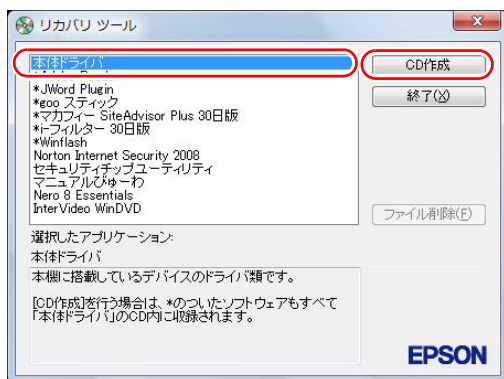 リカバリ ツール
本体ドライバ
*JWord Plugin
*goo スティック
*マカフィー SiteAdvisor Plus 30日版
*i-フィルター 30日版
*Winflash
Norton Internet Security 2008
セキュリティチップユーティリティ
マニュアルびゅーわ
Nero 8 Essentials
InterVideo WinDVD
CD作成
終了(X)
ファイル削除(F)
選択したアプリケーション:
本体ドライバ
本機に搭載しているデバイスのドライバ類です。
[CD作成]を行う場合は、*のついたソフトウェアもすべて
「本体ドライバ」のCD内に収録されます。
EPSON